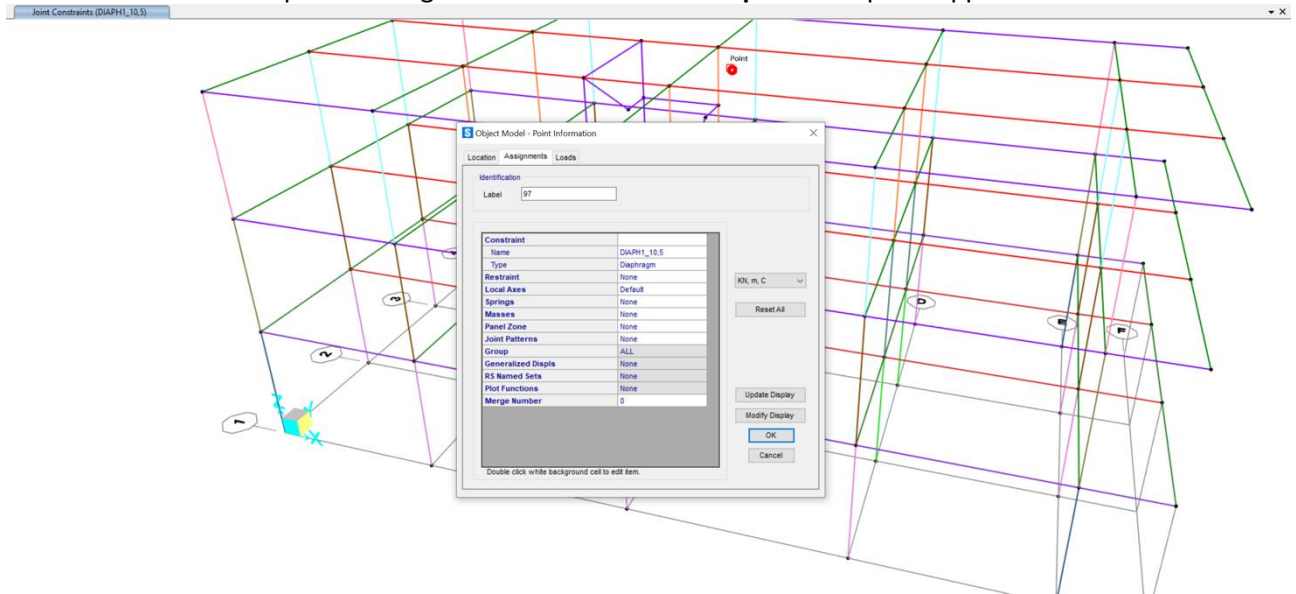 Joint Constraints (DIAPH1_10,5)
Point
Object Model - Point Information
Location Assignments Loads
Identification
Label 97
Constraint
Name DIAPH1_10,5
Type Diaphragm
Restraint None
Local Axes Default
Springs None
Masses None
Panel Zone None
Joint Patterns None
Group ALL
Generalized Displs None
RS Named Sets None
Plot Functions None
Merge Number 0
KN, m, C
Reset All
Update Display
Modify Display
OK
Cancel
Double click white background cell to edit item.
3
2
1
D
E
F
Z
Y
X